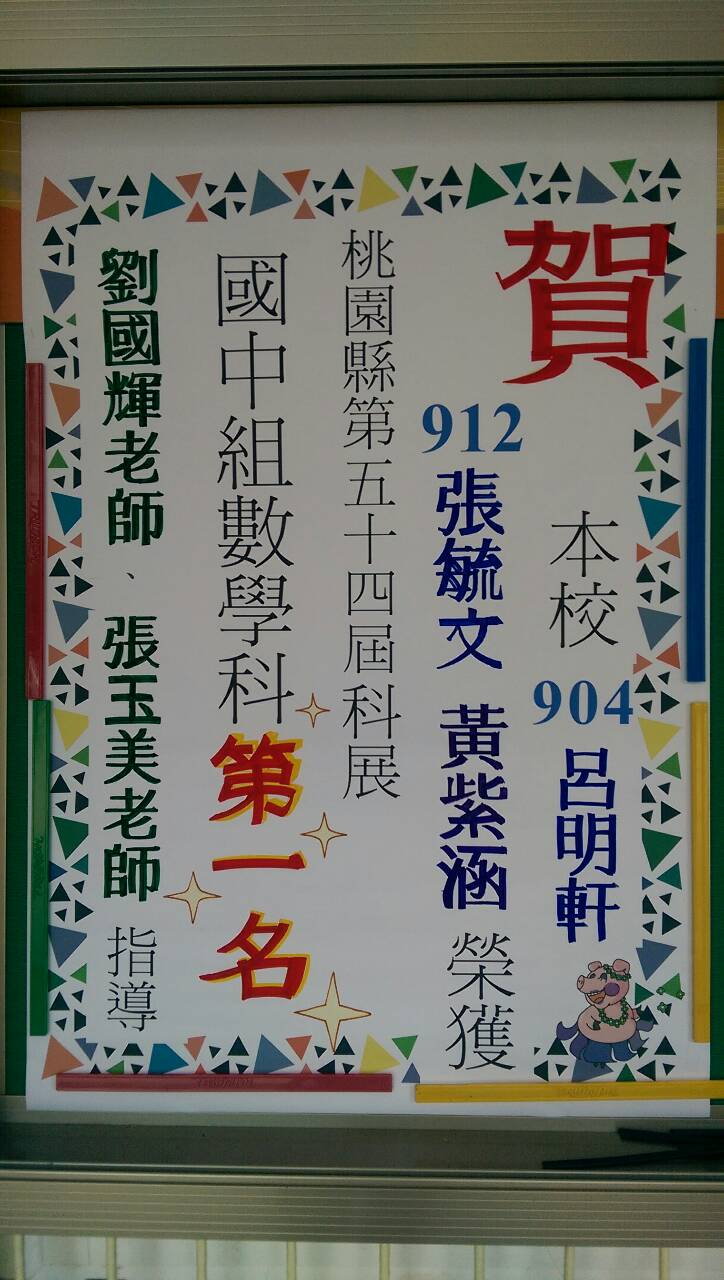 賀
本校 904 呂明軒
912 張毓文 黃紫涵 榮獲
桃園縣第五十四屆科展
國中組數學科第一名
劉國輝老師、張玉美老師 指導